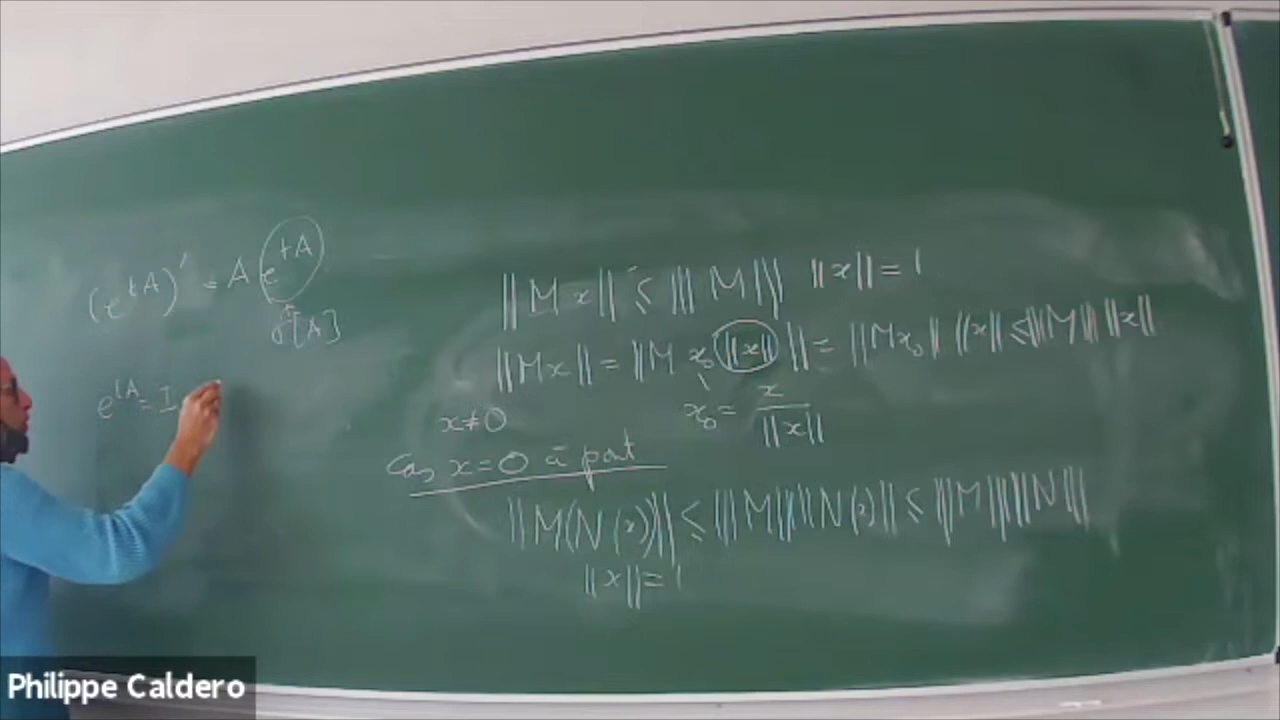 (e^{tA})' = A e^{tA}
[A]
e^{tA} = I
||Mx|| ≤ |||M||| ||x|| = 1
||Mx|| = ||M x₀ ||x|| || = ||Mx₀|| ||x|| ≤ |||M||| ||x||
x≠0
x₀ = x / ||x||
Cas x=0 à part
||M(N(x))|| ≤ |||M||| ||N(x)|| ≤ |||M||| |||N|||
||x|| = 1
Philippe Caldero